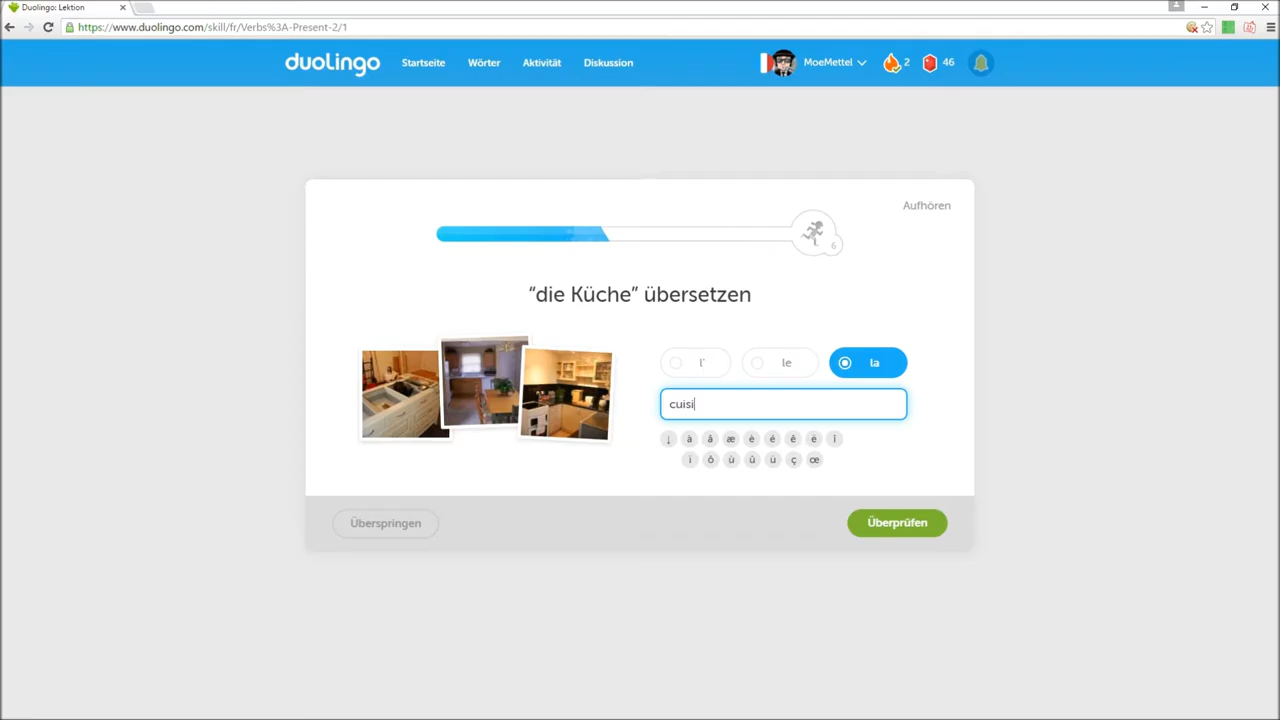 Duolingo: Lektion
https://www.duolingo.com/skill/fr/Verbs%3A-Present-2/1
duolingo
Startseite
Wörter
Aktivität
Diskussion
MoeMettel
2
46
Aufhören
6
“die Küche” übersetzen
l'
le
la
cuisi
↓ à â æ è é ê ë î
ï ô ù û ü ç œ
Überspringen
Überprüfen